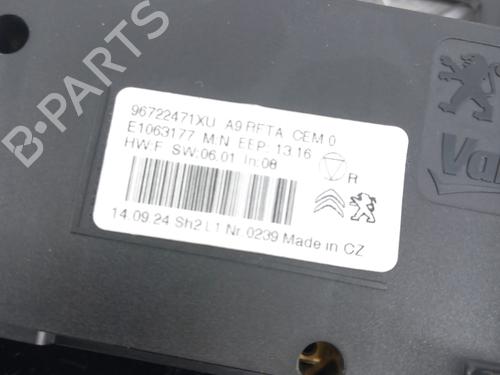 B-PARTS
96722471XU A9 RFTA CEM 0
E1063177 M:N EEP: 13.16
HW:F SW:06.01 In:08
R
14.09.24 Sh2 L1 Nr 0239 Made in CZ